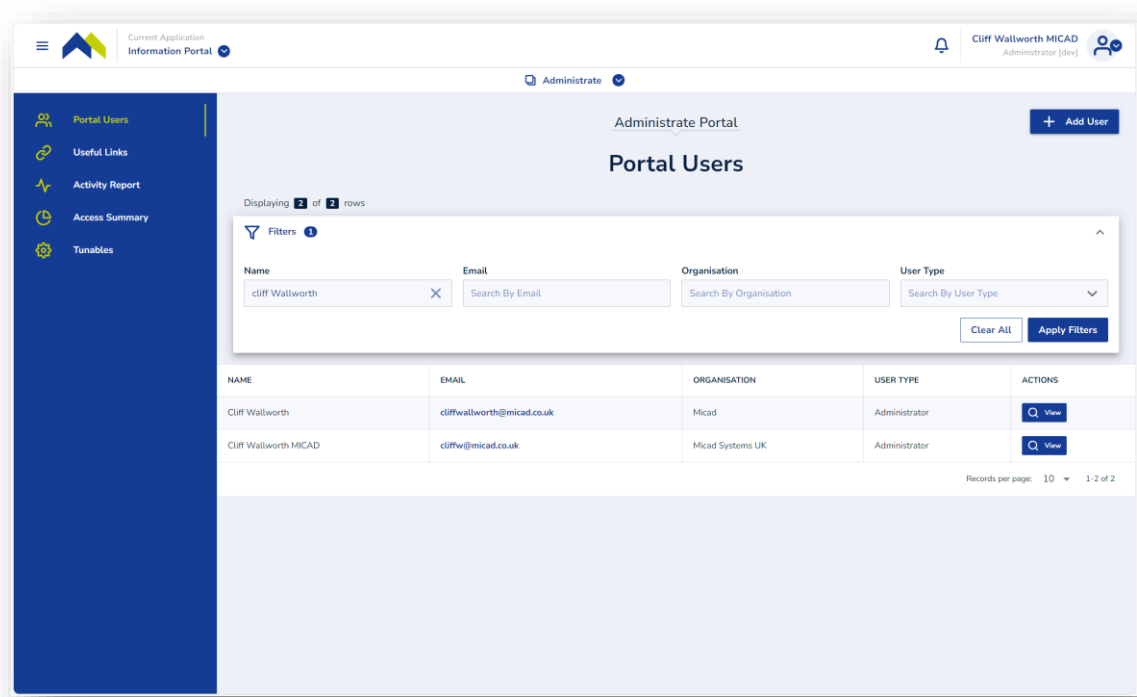 Current Application
Information Portal
Cliff Wallworth MICAD
Administrator [dev]
Administrate
Portal Users
Useful Links
Activity Report
Access Summary
Tunables
Administrate Portal
+ Add User
Portal Users
Displaying 2 of 2 rows
Filters 1
Name Email Organisation User Type
cliff Wallworth Search By Email Search By Organisation Search By User Type
Clear All Apply Filters
NAME EMAIL ORGANISATION USER TYPE ACTIONS
Cliff Wallworth cliffwallworth@micad.co.uk Micad Administrator View
Cliff Wallworth MICAD cliffw@micad.co.uk Micad Systems UK Administrator View
Records per page: 10 1-2 of 2